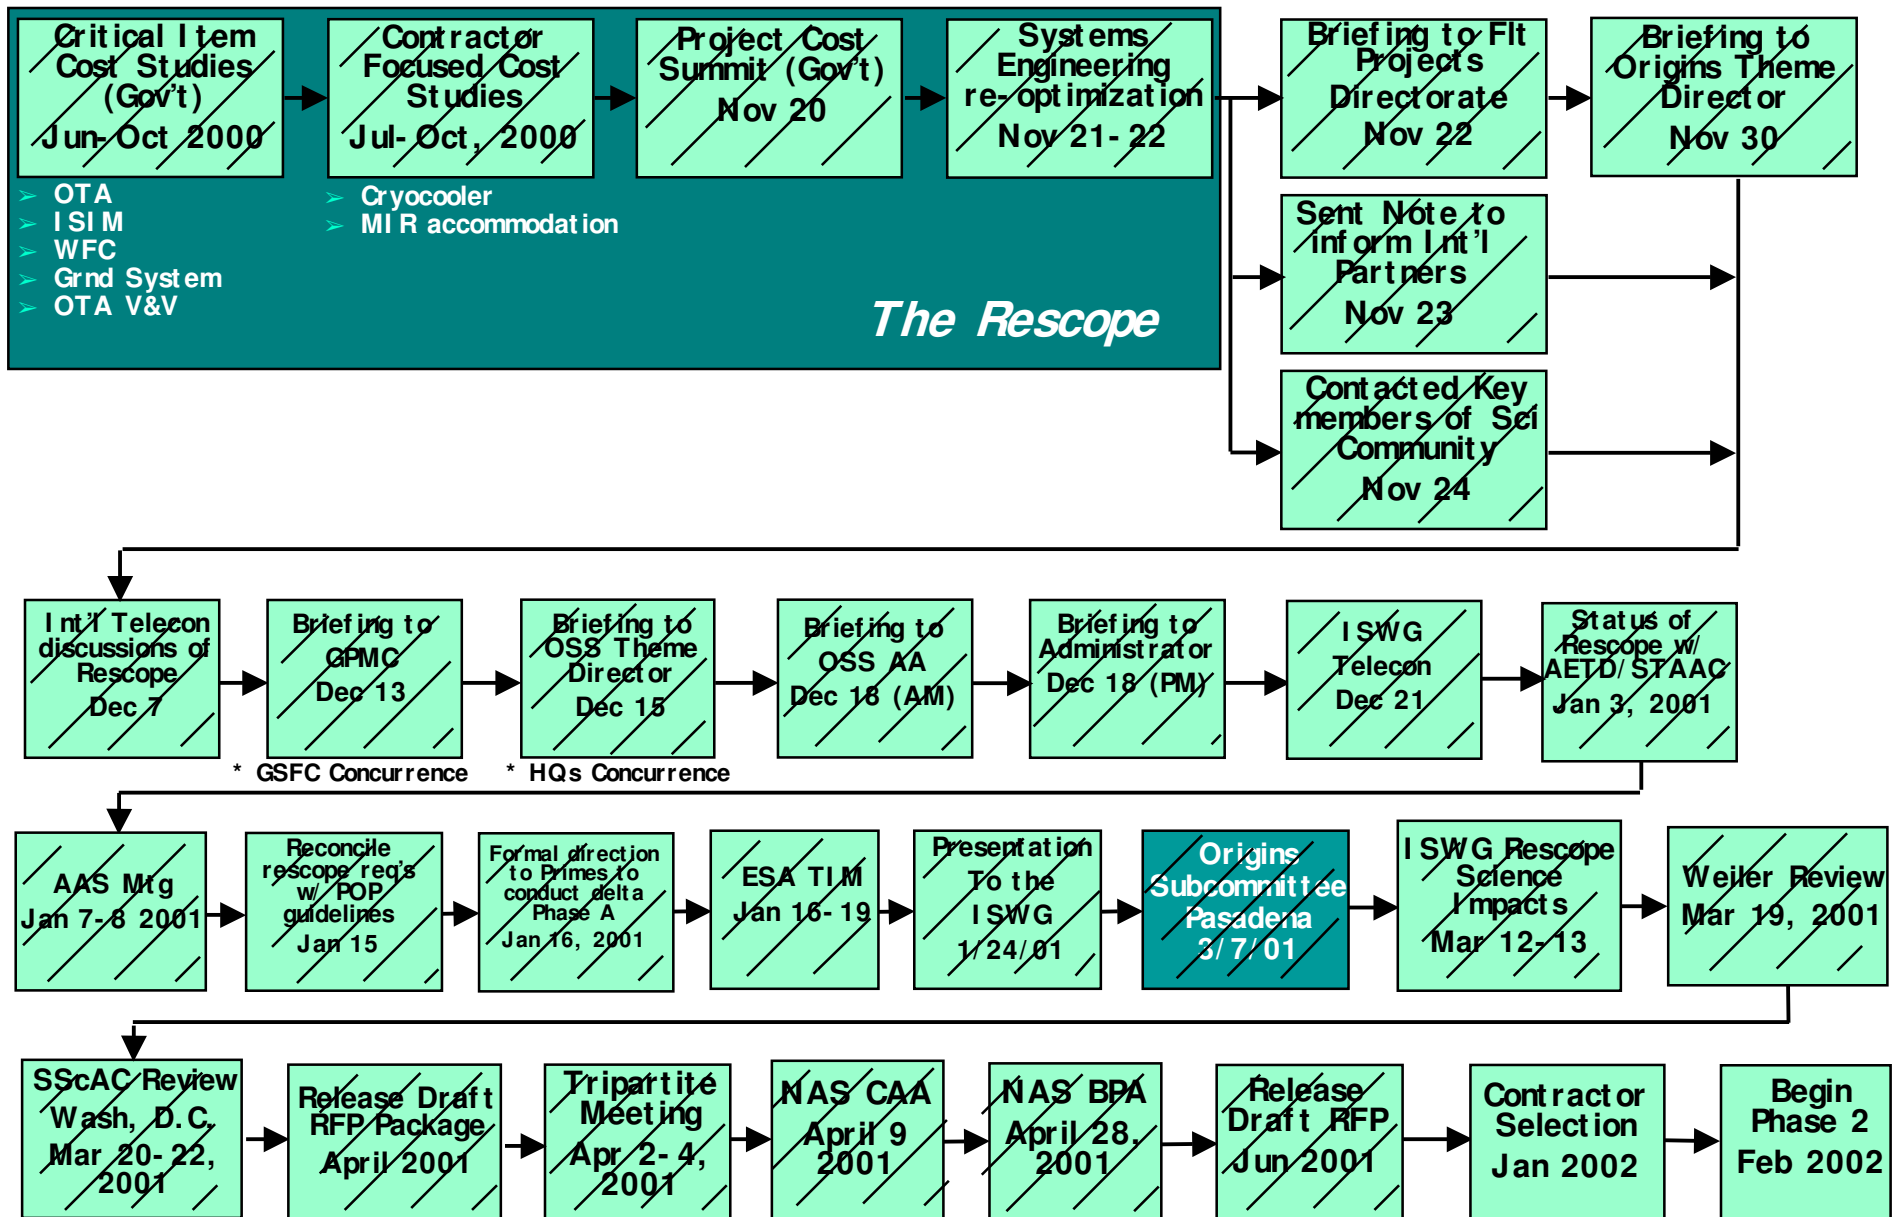 Critical Item
Cost Studies
(Gov't)
Jun-Oct 2000
Contractor
Focused Cost
Studies
Jul-Oct, 2000
Project Cost
Summit (Gov't)
Nov 20
Systems
Engineering
re-optimization
Nov 21-22
Briefing to Flt
Projects
Directorate
Nov 22
Briefing to
Origins Theme
Director
Nov 30
➢ OTA
➢ ISIM
➢ WFC
➢ Grnd System
➢ OTA V&V
➢ Cryocooler
➢ MIR accommodation
The Rescope
Sent Note to
inform Int'l
Partners
Nov 23
Contacted Key
members of Sci
Community
Nov 24
Int'l Telecon
discussions of
Rescope
Dec 7
Briefing to
GPMC
Dec 13
Briefing to
OSS Theme
Director
Dec 15
Briefing to
OSS AA
Dec 18 (AM)
Briefing to
Administrator
Dec 18 (PM)
ISWG
Telecon
Dec 21
Status of
Rescope w/
AETD/STAAC
Jan 3, 2001
* GSFC Concurrence
* HQs Concurrence
AAS Mtg
Jan 7-8 2001
Reconcile
rescope req's
w/ POP
guidelines
Jan 15
Formal direction
to Primes to
conduct delta
Phase A
Jan 16, 2001
ESA TIM
Jan 16-19
Presentation
To the
ISWG
1/24/01
Origins
Subcommittee
Pasadena
3/7/01
ISWG Rescope
Science
Impacts
Mar 12-13
Weiler Review
Mar 19, 2001
SScAC Review
Wash, D.C.
Mar 20-22,
2001
Release Draft
RFP Package
April 2001
Tripartite
Meeting
Apr 2-4,
2001
NAS CAA
April 9
2001
NAS BPA
April 28,
2001
Release
Draft RFP
Jun 2001
Contractor
Selection
Jan 2002
Begin
Phase 2
Feb 2002